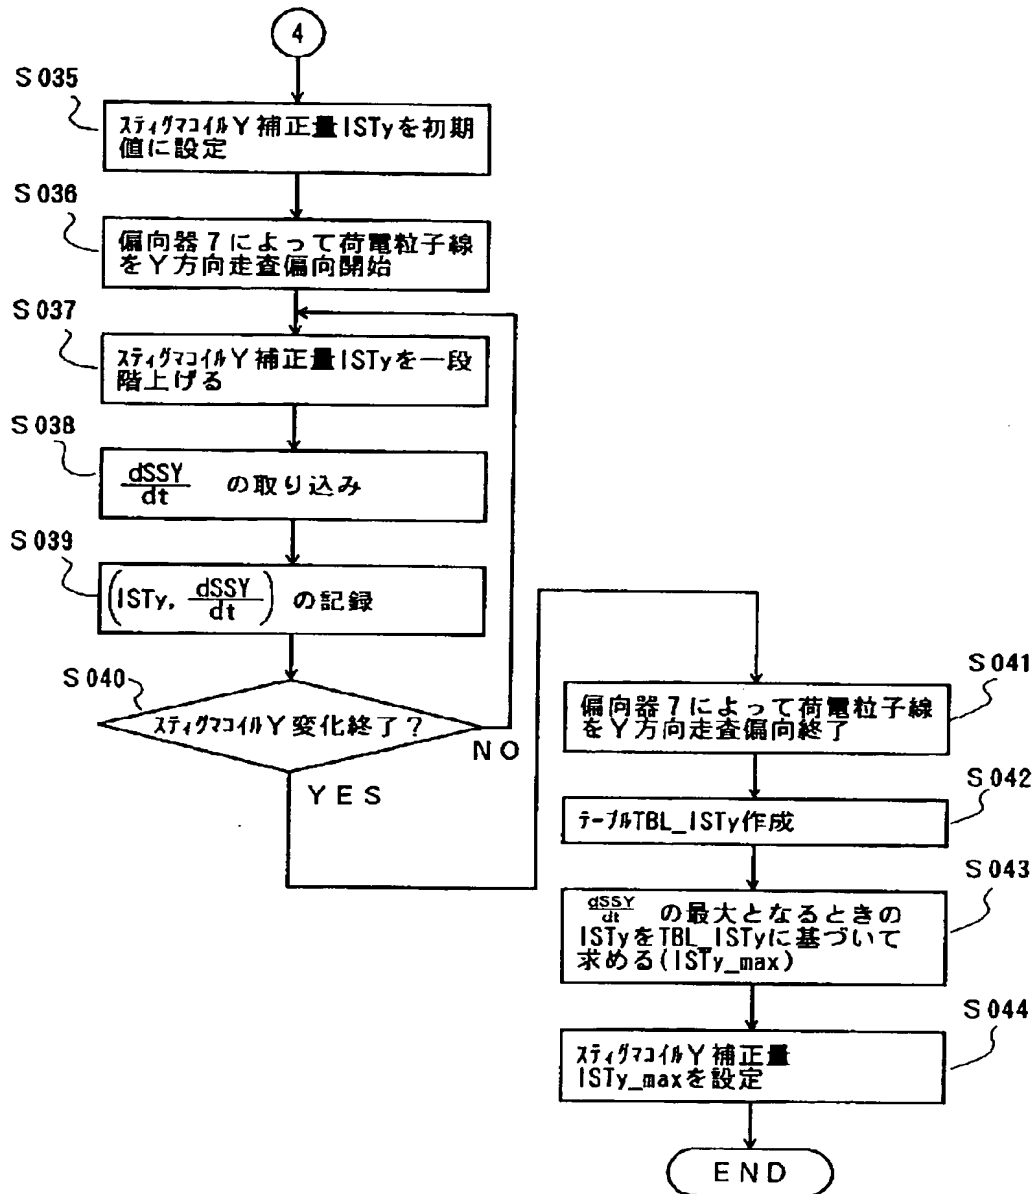 4
S035
ｽﾃｨｸﾞﾏｺｲﾙY補正量ISTyを初期
値に設定
S036
偏向器7によって荷電粒子線
をY方向走査偏向開始
S037
ｽﾃｨｸﾞﾏｺｲﾙY補正量ISTyを一段
階上げる
S038
dSSY
dt
の取り込み
S039
(ISTy, dSSY/dt) の記録
S040
ｽﾃｨｸﾞﾏｺｲﾙY変化終了?
NO
YES
S041
偏向器7によって荷電粒子線
をY方向走査偏向終了
S042
ﾃｰﾌﾞﾙTBL_ISTy作成
S043
dSSY/dt の最大となるときの
ISTyをTBL_ISTyに基づいて
求める(ISTy_max)
S044
ｽﾃｨｸﾞﾏｺｲﾙY補正量
ISTy_maxを設定
END